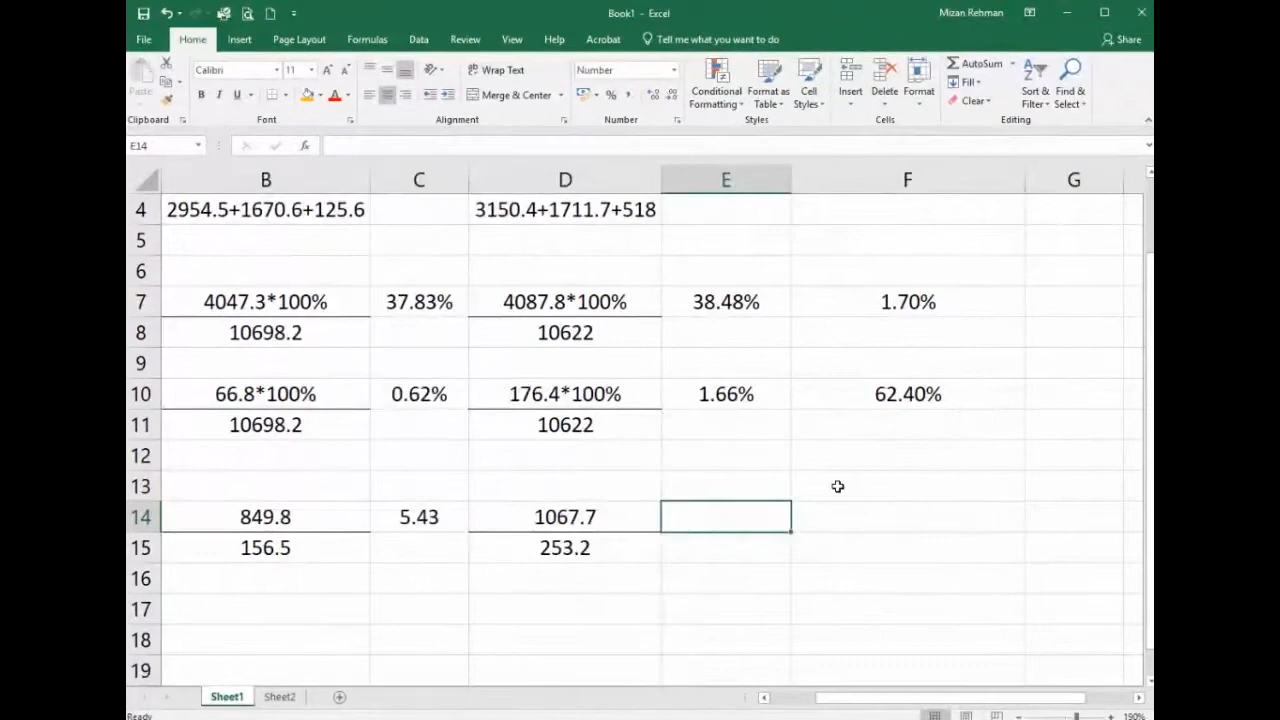 Book1 - Excel
Mizan Rehman
File Home Insert Page Layout Formulas Data Review View Help Acrobat Tell me what you want to do Share
Paste
Calibri 11 A A Wrap Text Number
B I U A Merge & Center % ,
Conditional Formatting
Format as Table
Cell Styles
Insert
Delete
Format
AutoSum
Fill
Clear
Sort & Filter
Find & Select
Clipboard Font Alignment Number Styles Cells Editing
E14 fx
B C D E F G
4 2954.5+1670.6+125.6 3150.4+1711.7+518
5
6
7 4047.3*100% 37.83% 4087.8*100% 38.48% 1.70%
8 10698.2 10622
9
10 66.8*100% 0.62% 176.4*100% 1.66% 62.40%
11 10698.2 10622
12
13
14 849.8 5.43 1067.7
15 156.5 253.2
16
17
18
19
Sheet1 Sheet2
Ready 190%